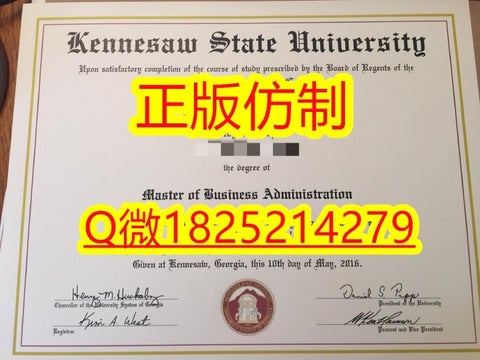 Kennesaw State University
Upon satisfactory completion of the course of study prescribed by the Board of Regents of the
正版仿制
the degree of
Master of Business Administration
Q微1825214279
Given at Kennesaw, Georgia, this 10th day of May, 2016.
Chancellor of the University System of Georgia
President of the University
Kim A. West
Registrar
Provost and Vice President